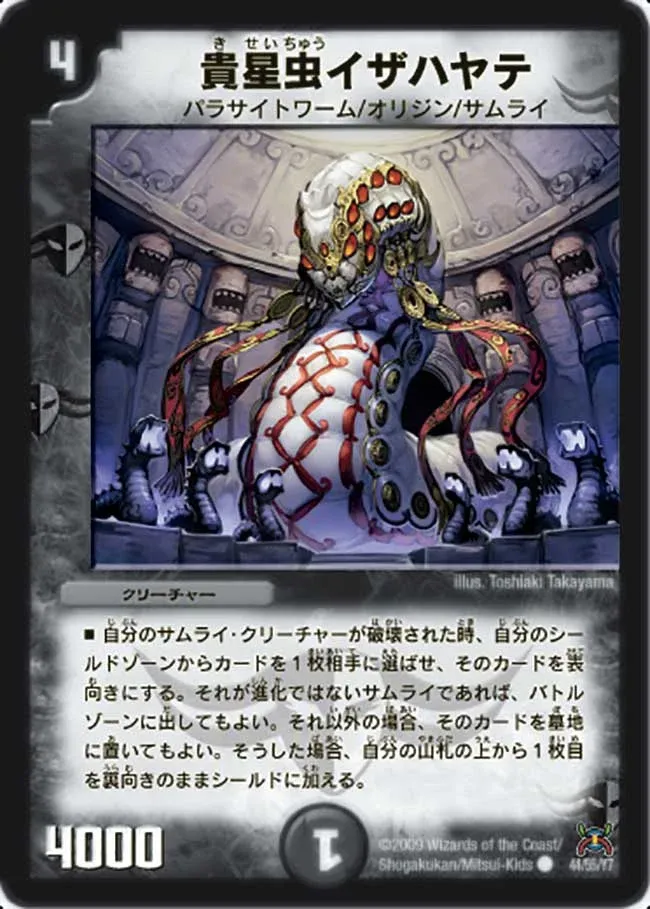 4
き せいちゅう
貴星虫イザハヤテ
パラサイトワーム/オリジン/サムライ
illus. Toshiaki Takayama
クリーチャー
■ 自分のサムライ・クリーチャーが破壊された時、自分のシー
ルドゾーンからカードを1枚相手に選ばせ、そのカードを表
向きにする。それが進化ではないサムライであれば、バトル
ゾーンに出してもよい。それ以外の場合、そのカードを墓地
に置いてもよい。そうした場合、自分の山札の上から1枚目
を裏向きのままシールドに加える。
4000
1
©2009 Wizards of the Coast/
Shogakukan/Mitsui-Kids
44/55/Y7